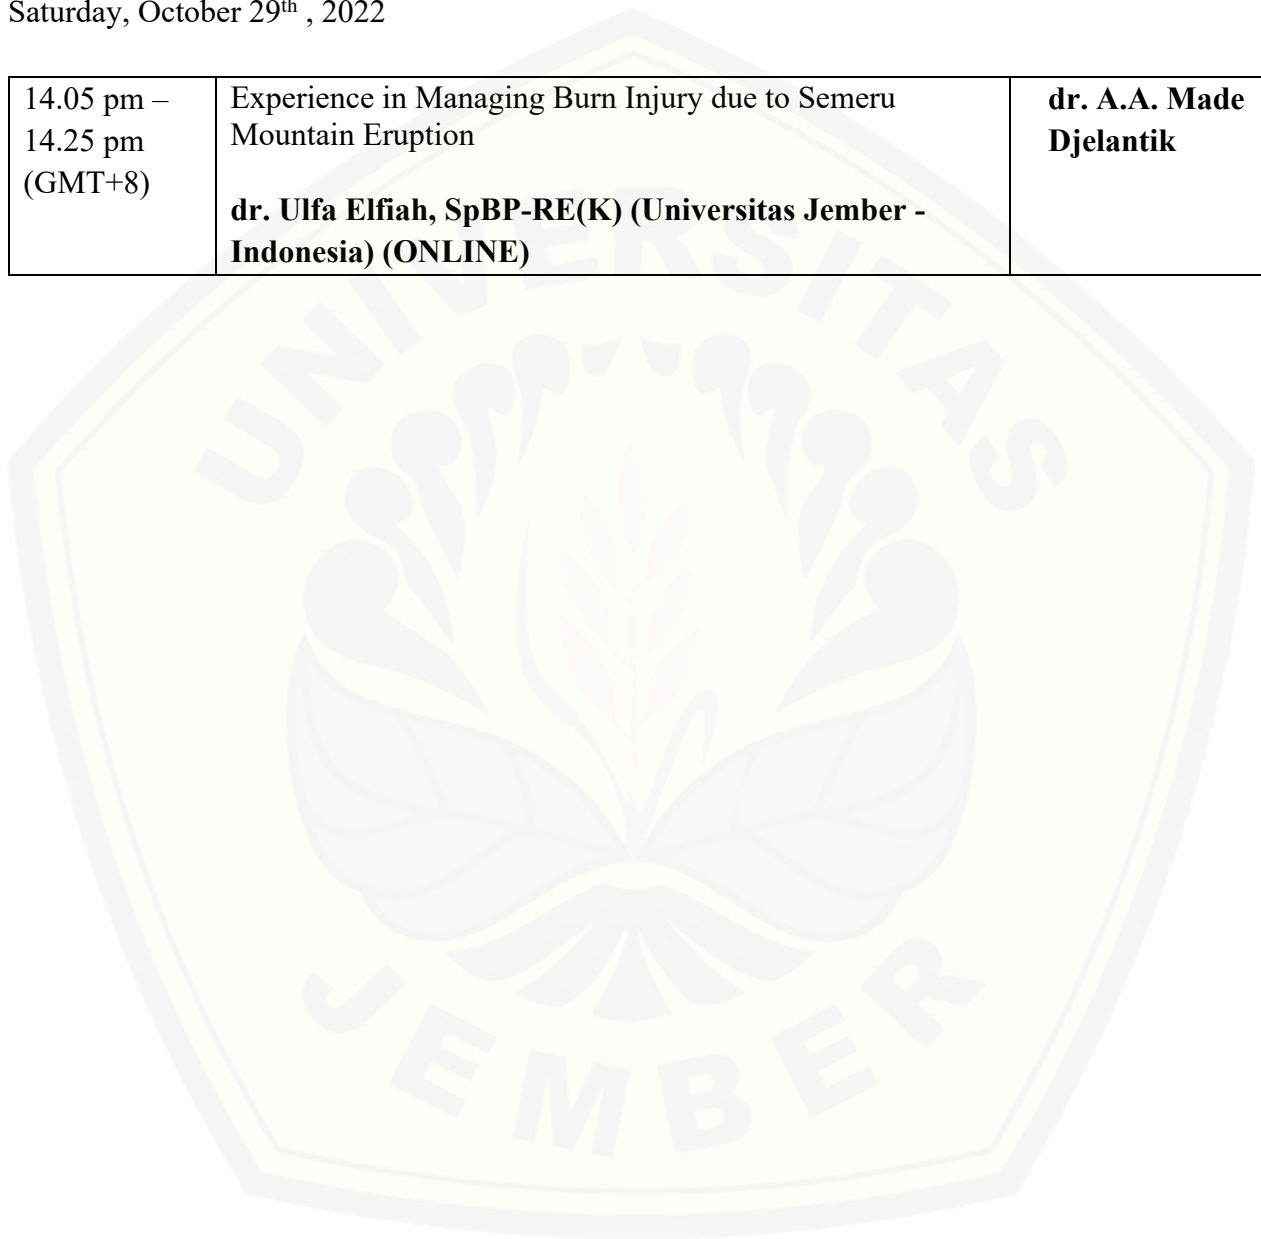 Saturday, October 29th , 2022
14.05 pm –
14.25 pm
(GMT+8)
Experience in Managing Burn Injury due to Semeru
Mountain Eruption
dr. Ulfa Elfiah, SpBP-RE(K) (Universitas Jember -
Indonesia) (ONLINE)
dr. A.A. Made
Djelantik
UNIVERSITAS
JEMBER